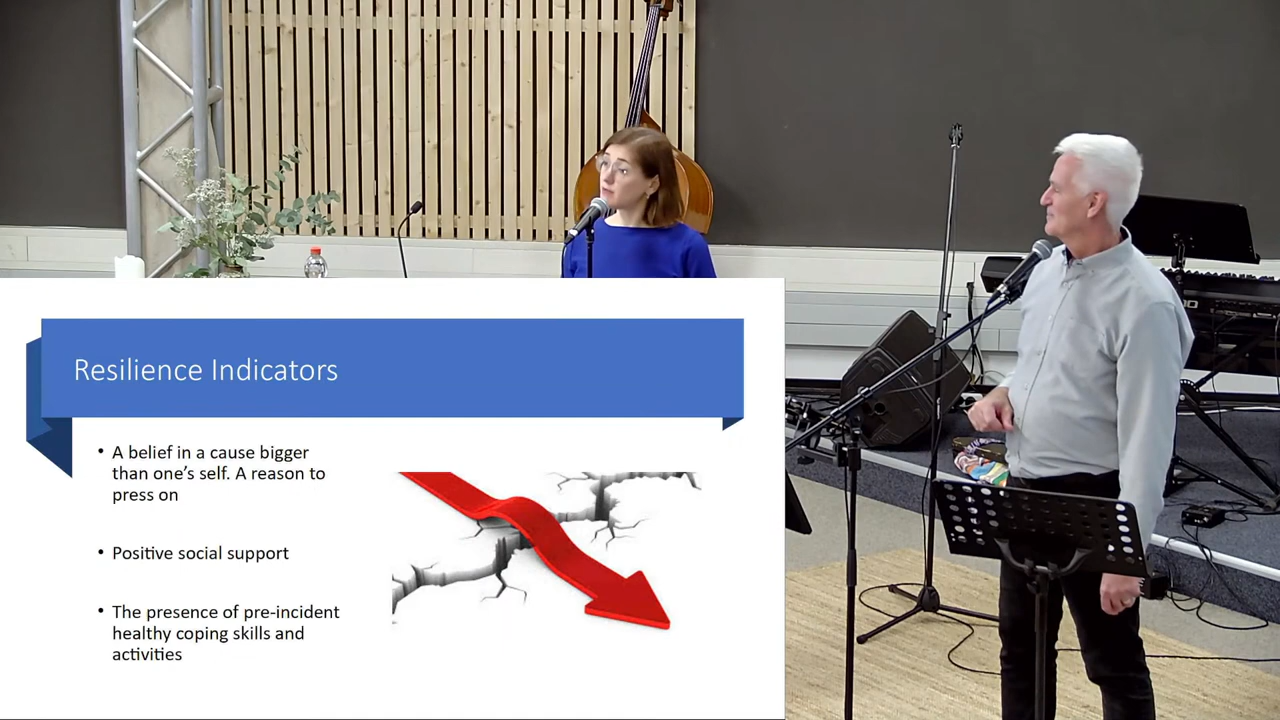 Resilience Indicators
• A belief in a cause bigger
than one’s self. A reason to
press on
• Positive social support
• The presence of pre-incident
healthy coping skills and
activities